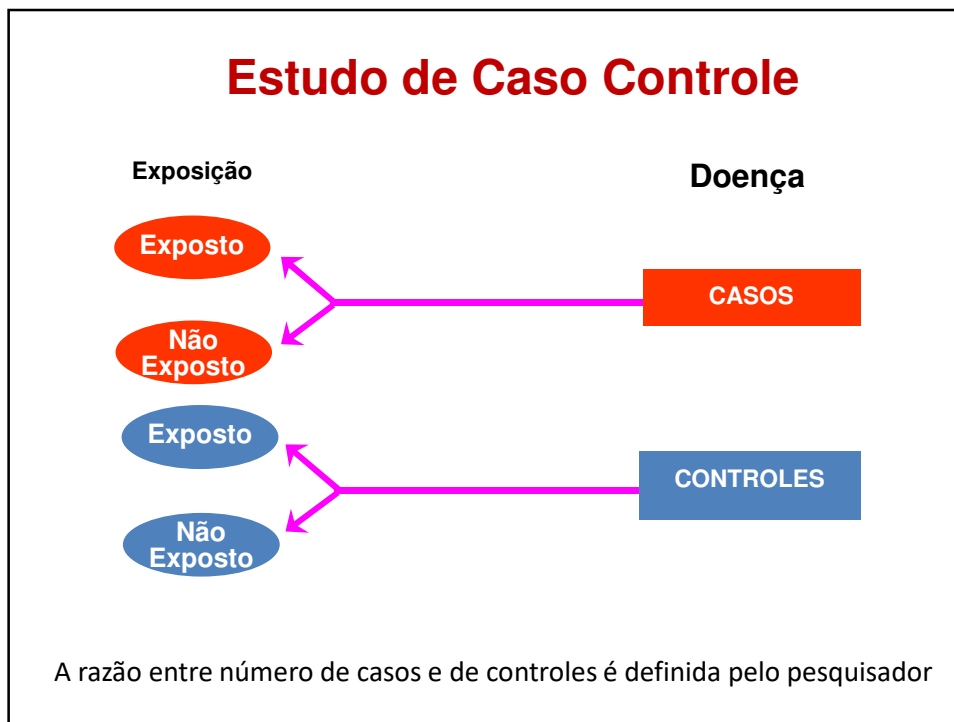 Estudo de Caso Controle
Exposição
Doença
Exposto
CASOS
Não
Exposto
Exposto
CONTROLES
Não
Exposto
A razão entre número de casos e de controles é definida pelo pesquisador